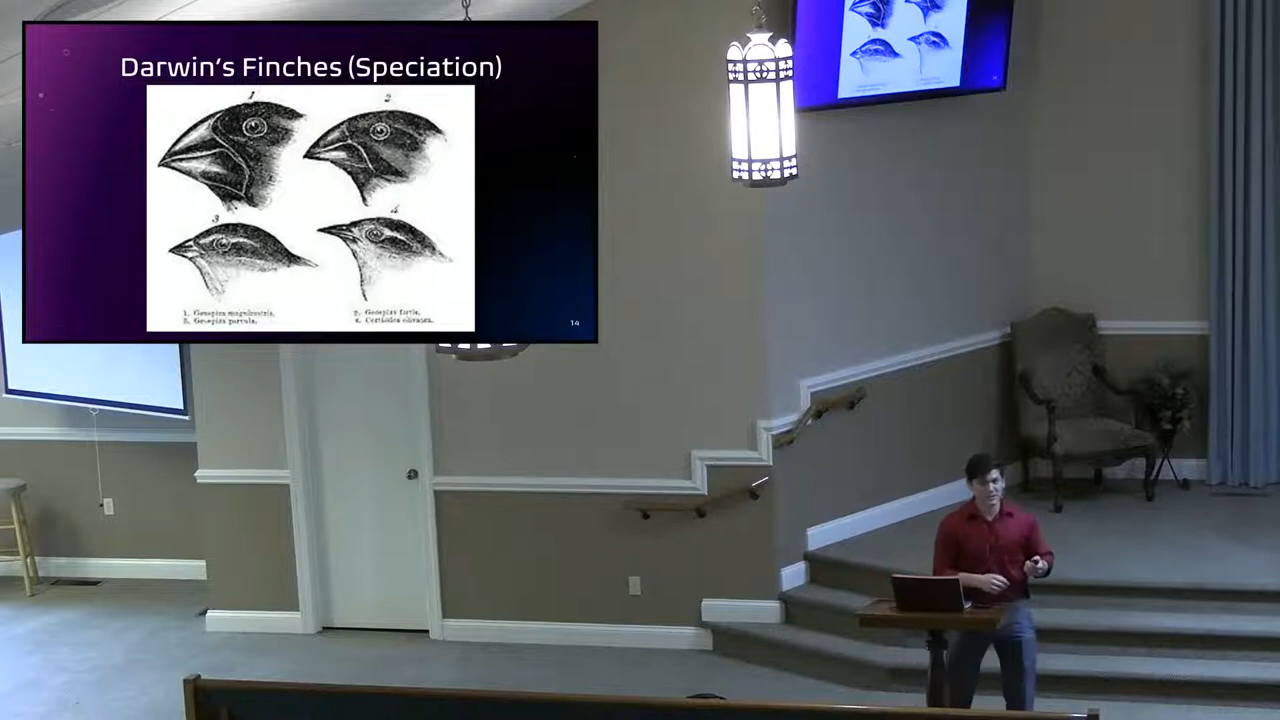 Darwin's Finches (Speciation)
1
2
3
4
1. Geospiza magnirostris.
2. Geospiza fortis.
3. Geospiza parvula.
4. Certhidea olivacea.
14